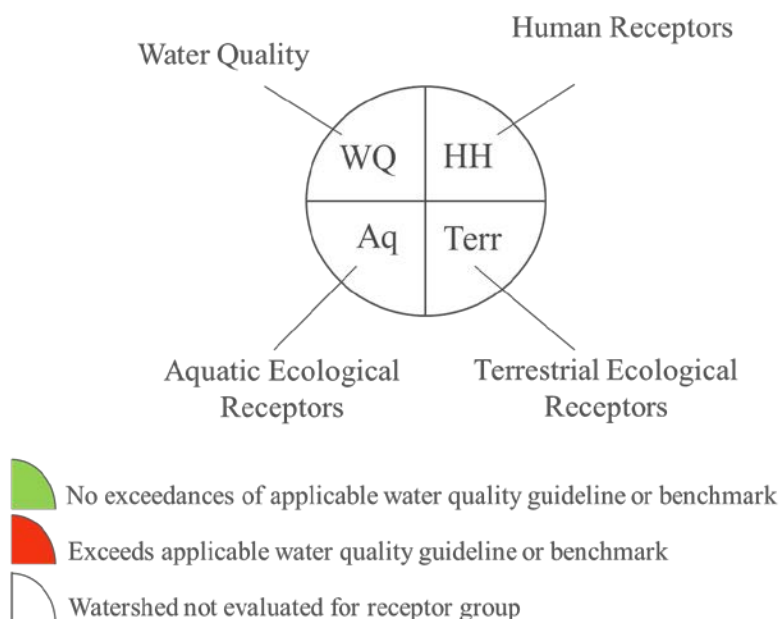 Human Receptors
Water Quality
WQ
HH
Aq
Terr
Aquatic Ecological
Receptors
Terrestrial Ecological
Receptors
No exceedances of applicable water quality guideline or benchmark
Exceeds applicable water quality guideline or benchmark
Watershed not evaluated for receptor group